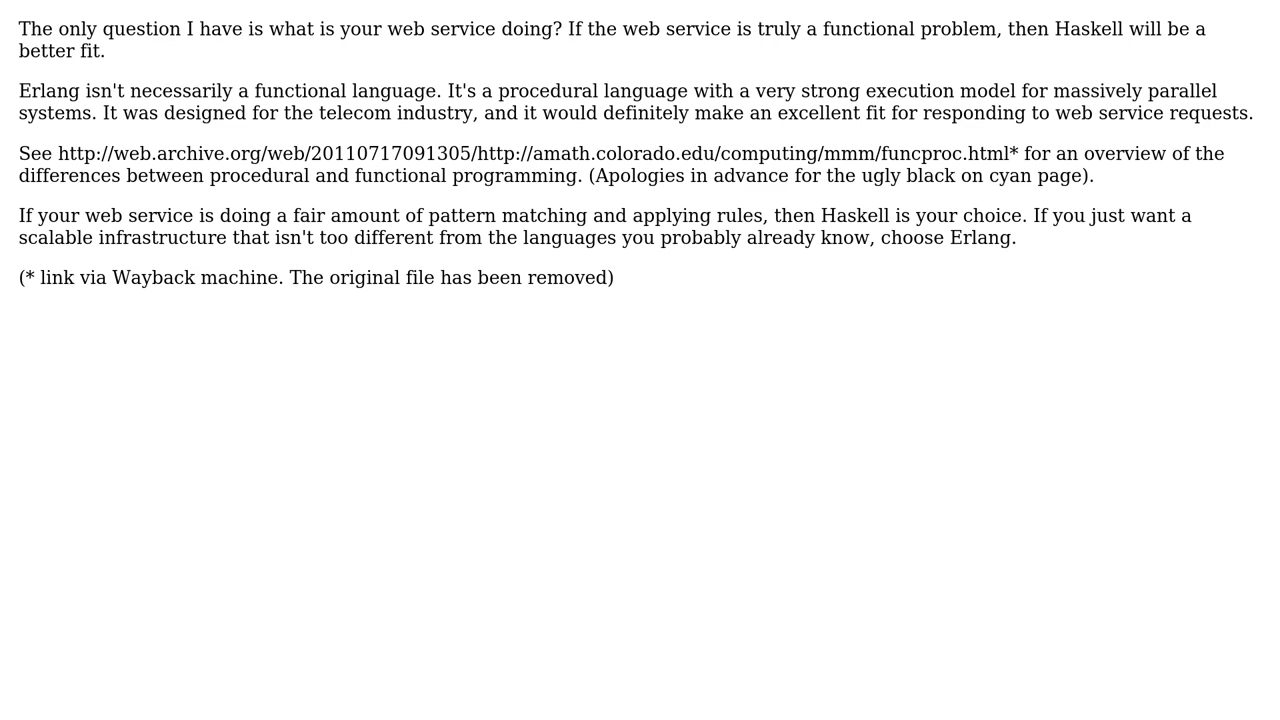 The only question I have is what is your web service doing? If the web service is truly a functional problem, then Haskell will be a
better fit.
Erlang isn't necessarily a functional language. It's a procedural language with a very strong execution model for massively parallel
systems. It was designed for the telecom industry, and it would definitely make an excellent fit for responding to web service requests.
See http://web.archive.org/web/20110717091305/http://amath.colorado.edu/computing/mmm/funcproc.html* for an overview of the
differences between procedural and functional programming. (Apologies in advance for the ugly black on cyan page).
If your web service is doing a fair amount of pattern matching and applying rules, then Haskell is your choice. If you just want a
scalable infrastructure that isn't too different from the languages you probably already know, choose Erlang.
(* link via Wayback machine. The original file has been removed)